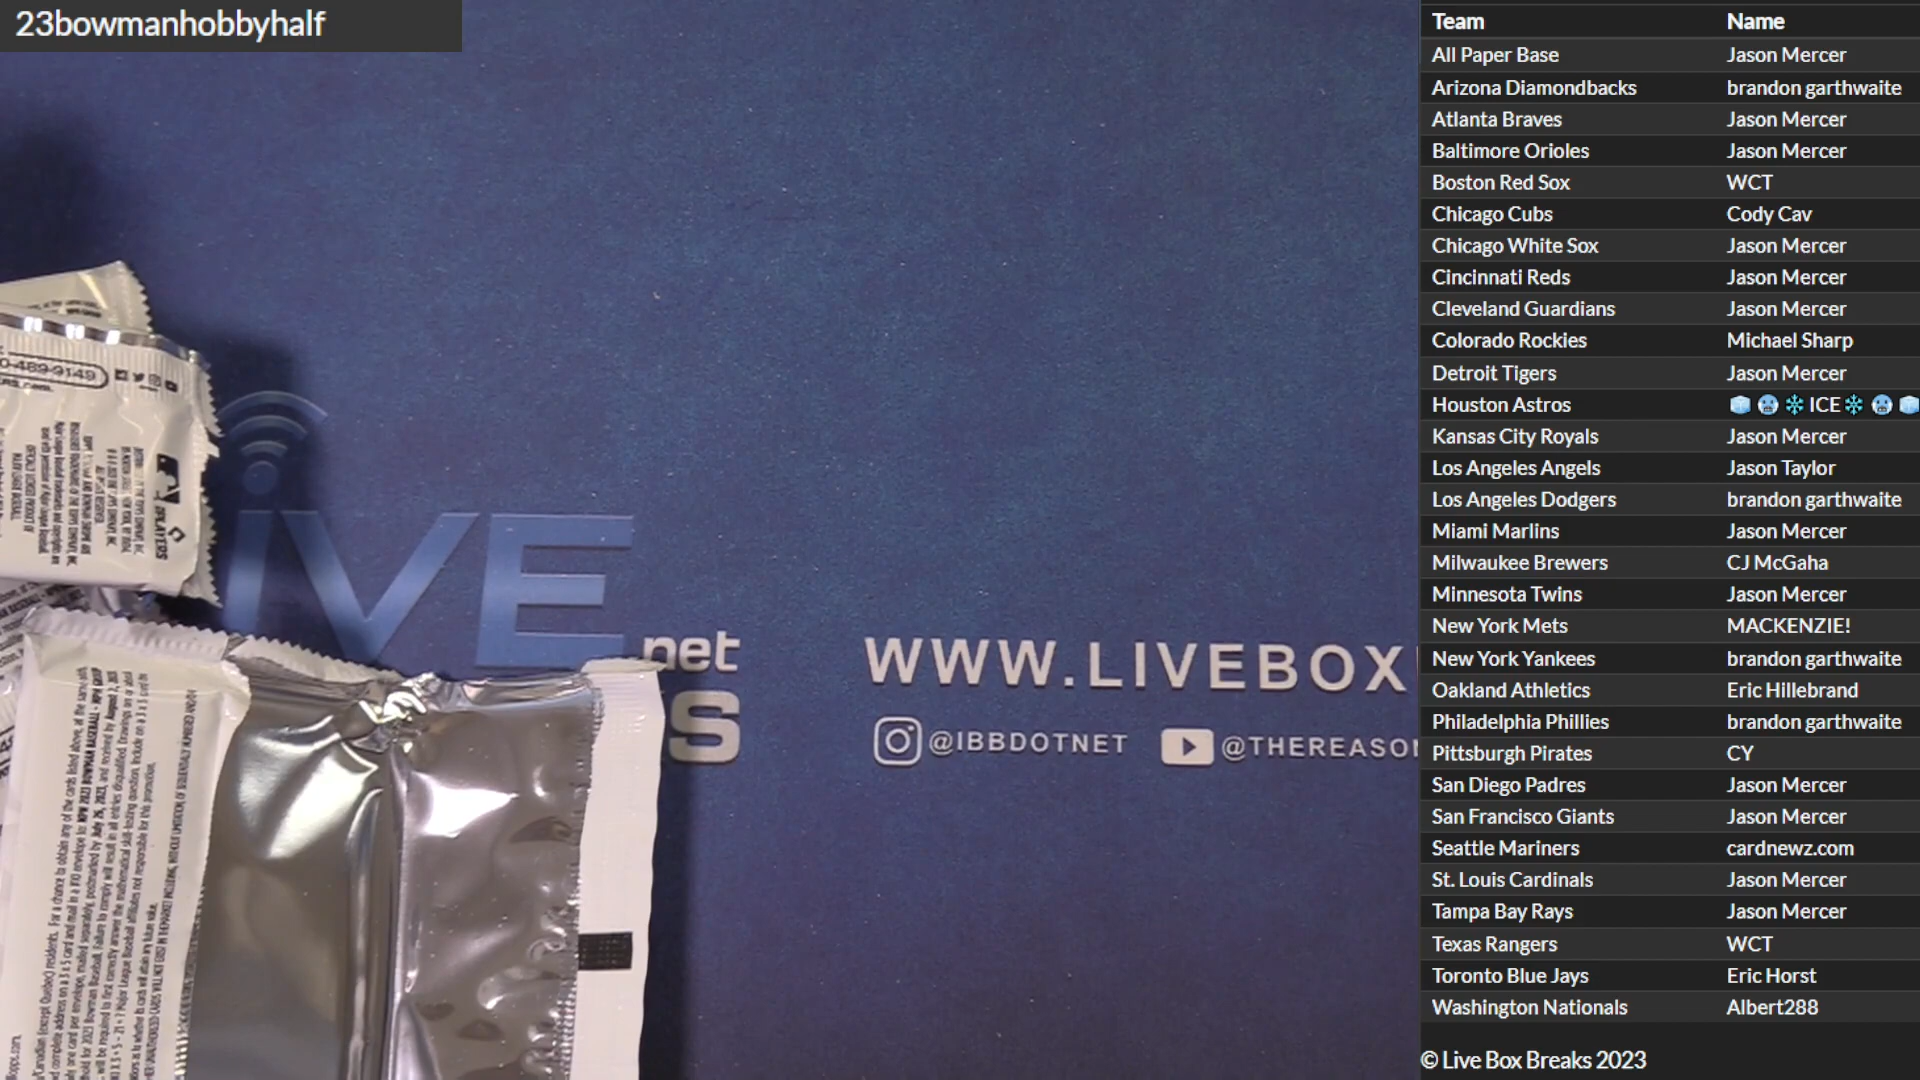 23bowmanhobbyhalf
Team Name
All Paper Base Jason Mercer
Arizona Diamondbacks brandon garthwaite
Atlanta Braves Jason Mercer
Baltimore Orioles Jason Mercer
Boston Red Sox WCT
Chicago Cubs Cody Cav
Chicago White Sox Jason Mercer
Cincinnati Reds Jason Mercer
Cleveland Guardians Jason Mercer
Colorado Rockies Michael Sharp
Detroit Tigers Jason Mercer
Houston Astros 🧊 🥶 ❄ ICE ❄ 🥶 🧊
Kansas City Royals Jason Mercer
Los Angeles Angels Jason Taylor
Los Angeles Dodgers brandon garthwaite
Miami Marlins Jason Mercer
Milwaukee Brewers CJ McGaha
Minnesota Twins Jason Mercer
New York Mets MACKENZIE!
New York Yankees brandon garthwaite
Oakland Athletics Eric Hillebrand
Philadelphia Phillies brandon garthwaite
Pittsburgh Pirates CY
San Diego Padres Jason Mercer
San Francisco Giants Jason Mercer
Seattle Mariners cardnewz.com
St. Louis Cardinals Jason Mercer
Tampa Bay Rays Jason Mercer
Texas Rangers WCT
Toronto Blue Jays Eric Horst
Washington Nationals Albert288
© Live Box Breaks 2023
0-489-9149
PLAYERS
LIVE
net
S
WWW.LIVEBOX
@IBBDOTNET @THEREASON